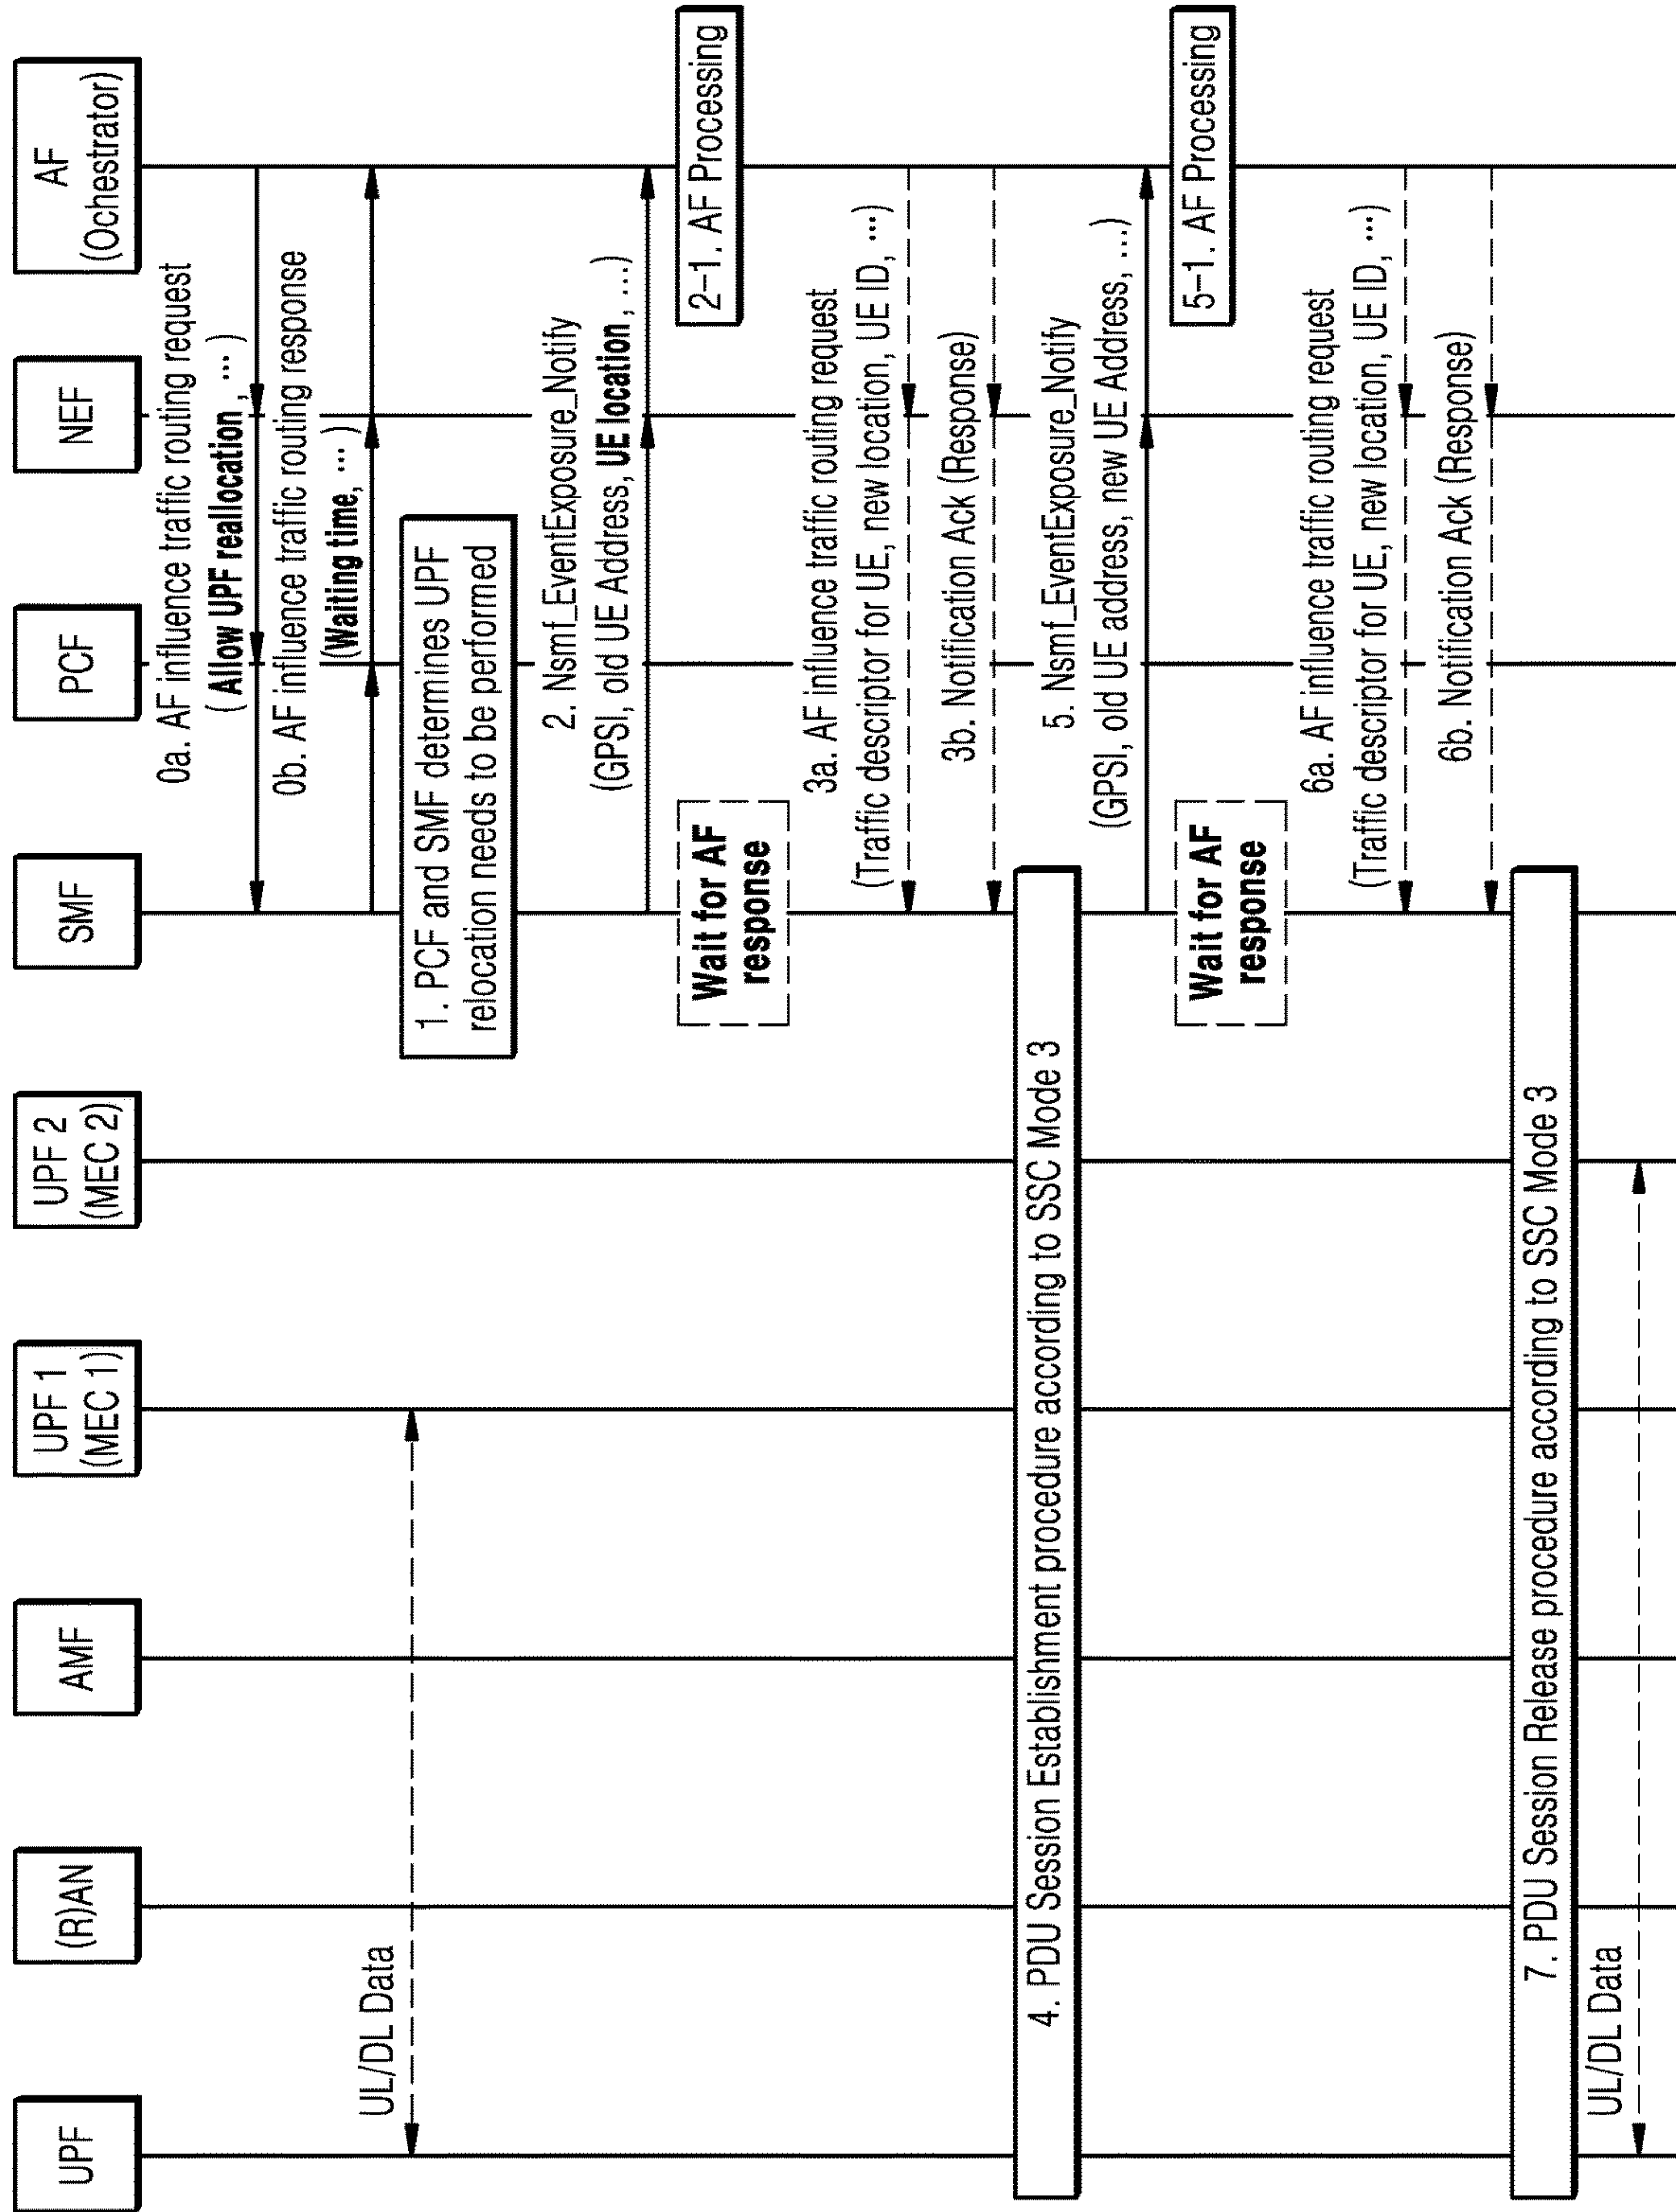 UPF
(R)AN
AMF
UPF 1
(MEC 1)
UPF 2
(MEC 2)
SMF
PCF
NEF
AF
(Ochestrator)
0a. AF influence traffic routing request
(Allow UPF reallocation, ...)
0b. AF influence traffic routing response
(Waiting time, ...)
UL/DL Data
1. PCF and SMF determines UPF
relocation needs to be performed
2. Nsmf_EventExposure_Notify
(GPSI, old UE Address, UE location, ...)
Wait for AF
response
2-1. AF Processing
3a. AF influence traffic routing request
(Traffic descriptor for UE, new location, UE ID, ...)
3b. Notification Ack (Response)
4. PDU Session Establishment procedure according to SSC Mode 3
5. Nsmf_EventExposure_Notify
(GPSI, old UE address, new UE Address, ...)
Wait for AF
response
5-1. AF Processing
6a. AF influence traffic routing request
(Traffic descriptor for UE, new location, UE ID, ...)
6b. Notification Ack (Response)
7. PDU Session Release procedure according to SSC Mode 3
UL/DL Data